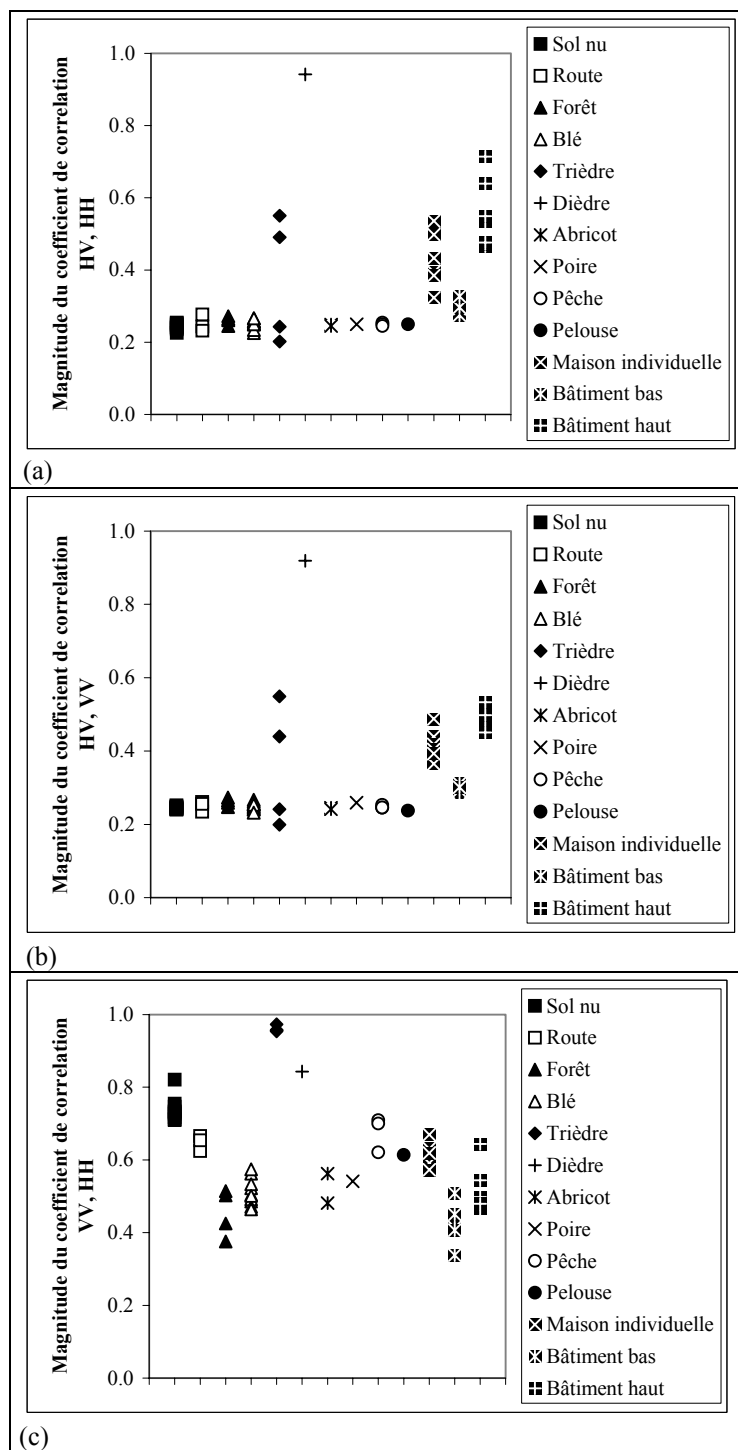 Magnitude du coefficient de correlation
HV, HH
1.0
0.8
0.6
0.4
0.2
0.0
Sol nu
Route
Forêt
Blé
Trièdre
Dièdre
Abricot
Poire
Pêche
Pelouse
Maison individuelle
Bâtiment bas
Bâtiment haut
(a)
Magnitude du coefficient de correlation
HV, VV
1.0
0.8
0.6
0.4
0.2
0.0
Sol nu
Route
Forêt
Blé
Trièdre
Dièdre
Abricot
Poire
Pêche
Pelouse
Maison individuelle
Bâtiment bas
Bâtiment haut
(b)
Magnitude du coefficient de correlation
VV, HH
1.0
0.8
0.6
0.4
0.2
0.0
Sol nu
Route
Forêt
Blé
Trièdre
Dièdre
Abricot
Poire
Pêche
Pelouse
Maison individuelle
Bâtiment bas
Bâtiment haut
(c)